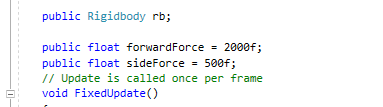 public Rigidbody rb;
public float forwardForce = 2000f;
public float sideForce = 500f;
// Update is called once per frame
void FixedUpdate()